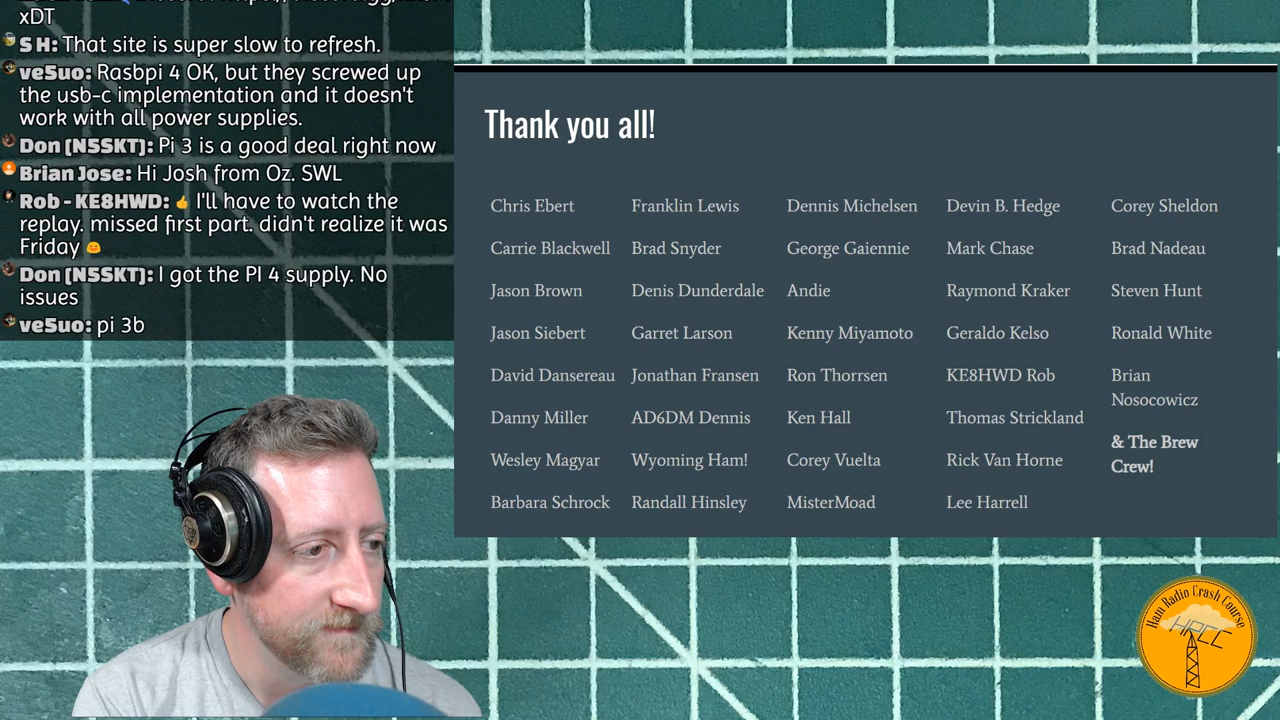 xDT
S H: That site is super slow to refresh.
ve5uo: Rasbpi 4 OK, but they screwed up
the usb-c implementation and it doesn't
work with all power supplies.
Don (N5SKT): Pi 3 is a good deal right now
Brian Jose: Hi Josh from Oz. SWL
Rob - KE8HWD: 👍 I'll have to watch the
replay. missed first part. didn't realize it was
Friday 😊
Don (N5SKT): I got the PI 4 supply. No
issues
ve5uo: pi 3b
Thank you all!
Chris Ebert Franklin Lewis Dennis Michelsen Devin B. Hedge Corey Sheldon
Carrie Blackwell Brad Snyder George Gaiennie Mark Chase Brad Nadeau
Jason Brown Denis Dunderdale Andie Raymond Kraker Steven Hunt
Jason Siebert Garret Larson Kenny Miyamoto Geraldo Kelso Ronald White
David Dansereau Jonathan Fransen Ron Thorrsen KE8HWD Rob Brian
Nosocowicz
Danny Miller AD6DM Dennis Ken Hall Thomas Strickland & The Brew
Crew!
Wesley Magyar Wyoming Ham! Corey Vuelta Rick Van Horne
Barbara Schrock Randall Hinsley MisterMoad Lee Harrell
Ham Radio Crash Course
HRCC